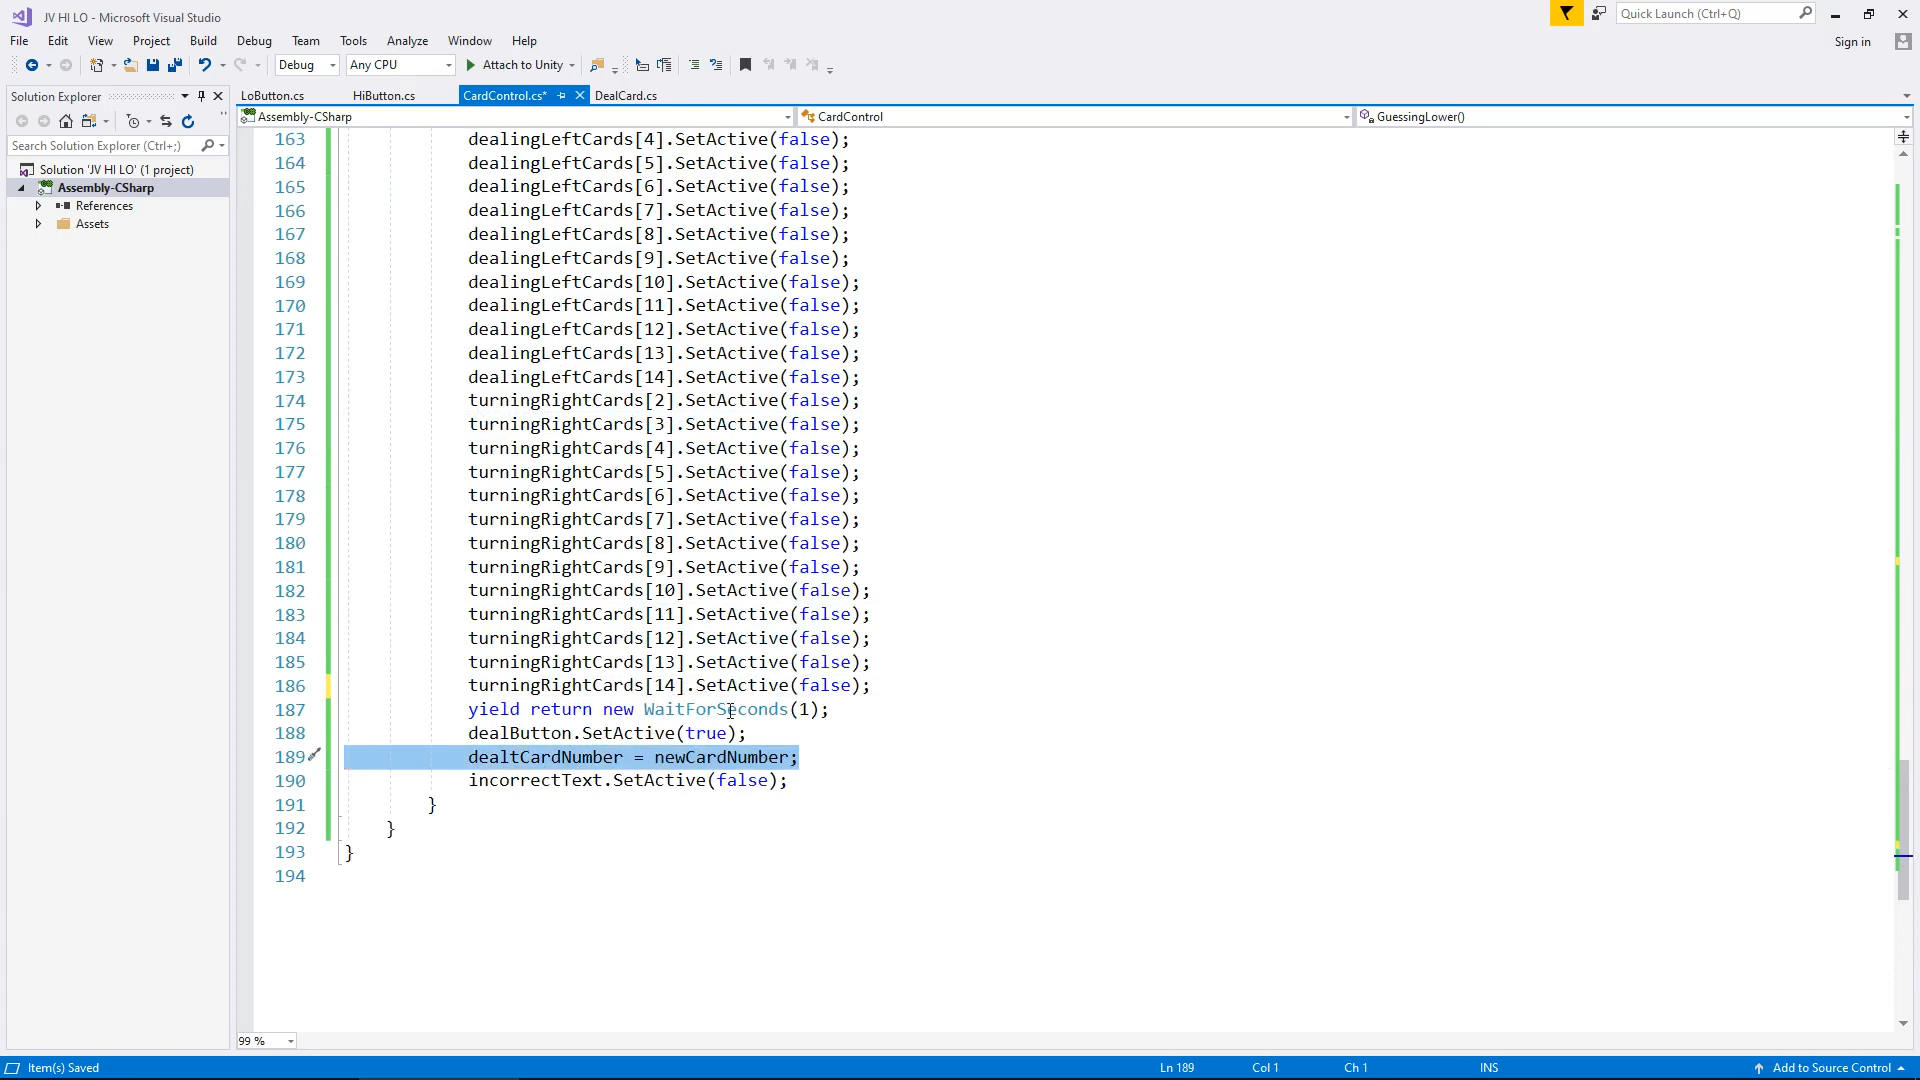 JV HI LO - Microsoft Visual Studio
Quick Launch (Ctrl+Q)
File Edit View Project Build Debug Team Tools Analyze Window Help
Sign in
Debug Any CPU Attach to Unity
Solution Explorer
LoButton.cs HiButton.cs CardControl.cs* DealCard.cs
Assembly-CSharp CardControl GuessingLower()
Search Solution Explorer (Ctrl+;)
Solution 'JV HI LO' (1 project)
Assembly-CSharp
References
Assets
163 dealingLeftCards[4].SetActive(false);
164 dealingLeftCards[5].SetActive(false);
165 dealingLeftCards[6].SetActive(false);
166 dealingLeftCards[7].SetActive(false);
167 dealingLeftCards[8].SetActive(false);
168 dealingLeftCards[9].SetActive(false);
169 dealingLeftCards[10].SetActive(false);
170 dealingLeftCards[11].SetActive(false);
171 dealingLeftCards[12].SetActive(false);
172 dealingLeftCards[13].SetActive(false);
173 dealingLeftCards[14].SetActive(false);
174 turningRightCards[2].SetActive(false);
175 turningRightCards[3].SetActive(false);
176 turningRightCards[4].SetActive(false);
177 turningRightCards[5].SetActive(false);
178 turningRightCards[6].SetActive(false);
179 turningRightCards[7].SetActive(false);
180 turningRightCards[8].SetActive(false);
181 turningRightCards[9].SetActive(false);
182 turningRightCards[10].SetActive(false);
183 turningRightCards[11].SetActive(false);
184 turningRightCards[12].SetActive(false);
185 turningRightCards[13].SetActive(false);
186 turningRightCards[14].SetActive(false);
187 yield return new WaitForSeconds(1);
188 dealButton.SetActive(true);
189 dealtCardNumber = newCardNumber;
190 incorrectText.SetActive(false);
191 }
192 }
193 }
194
99 %
Item(s) Saved Ln 189 Col 1 Ch 1 INS Add to Source Control